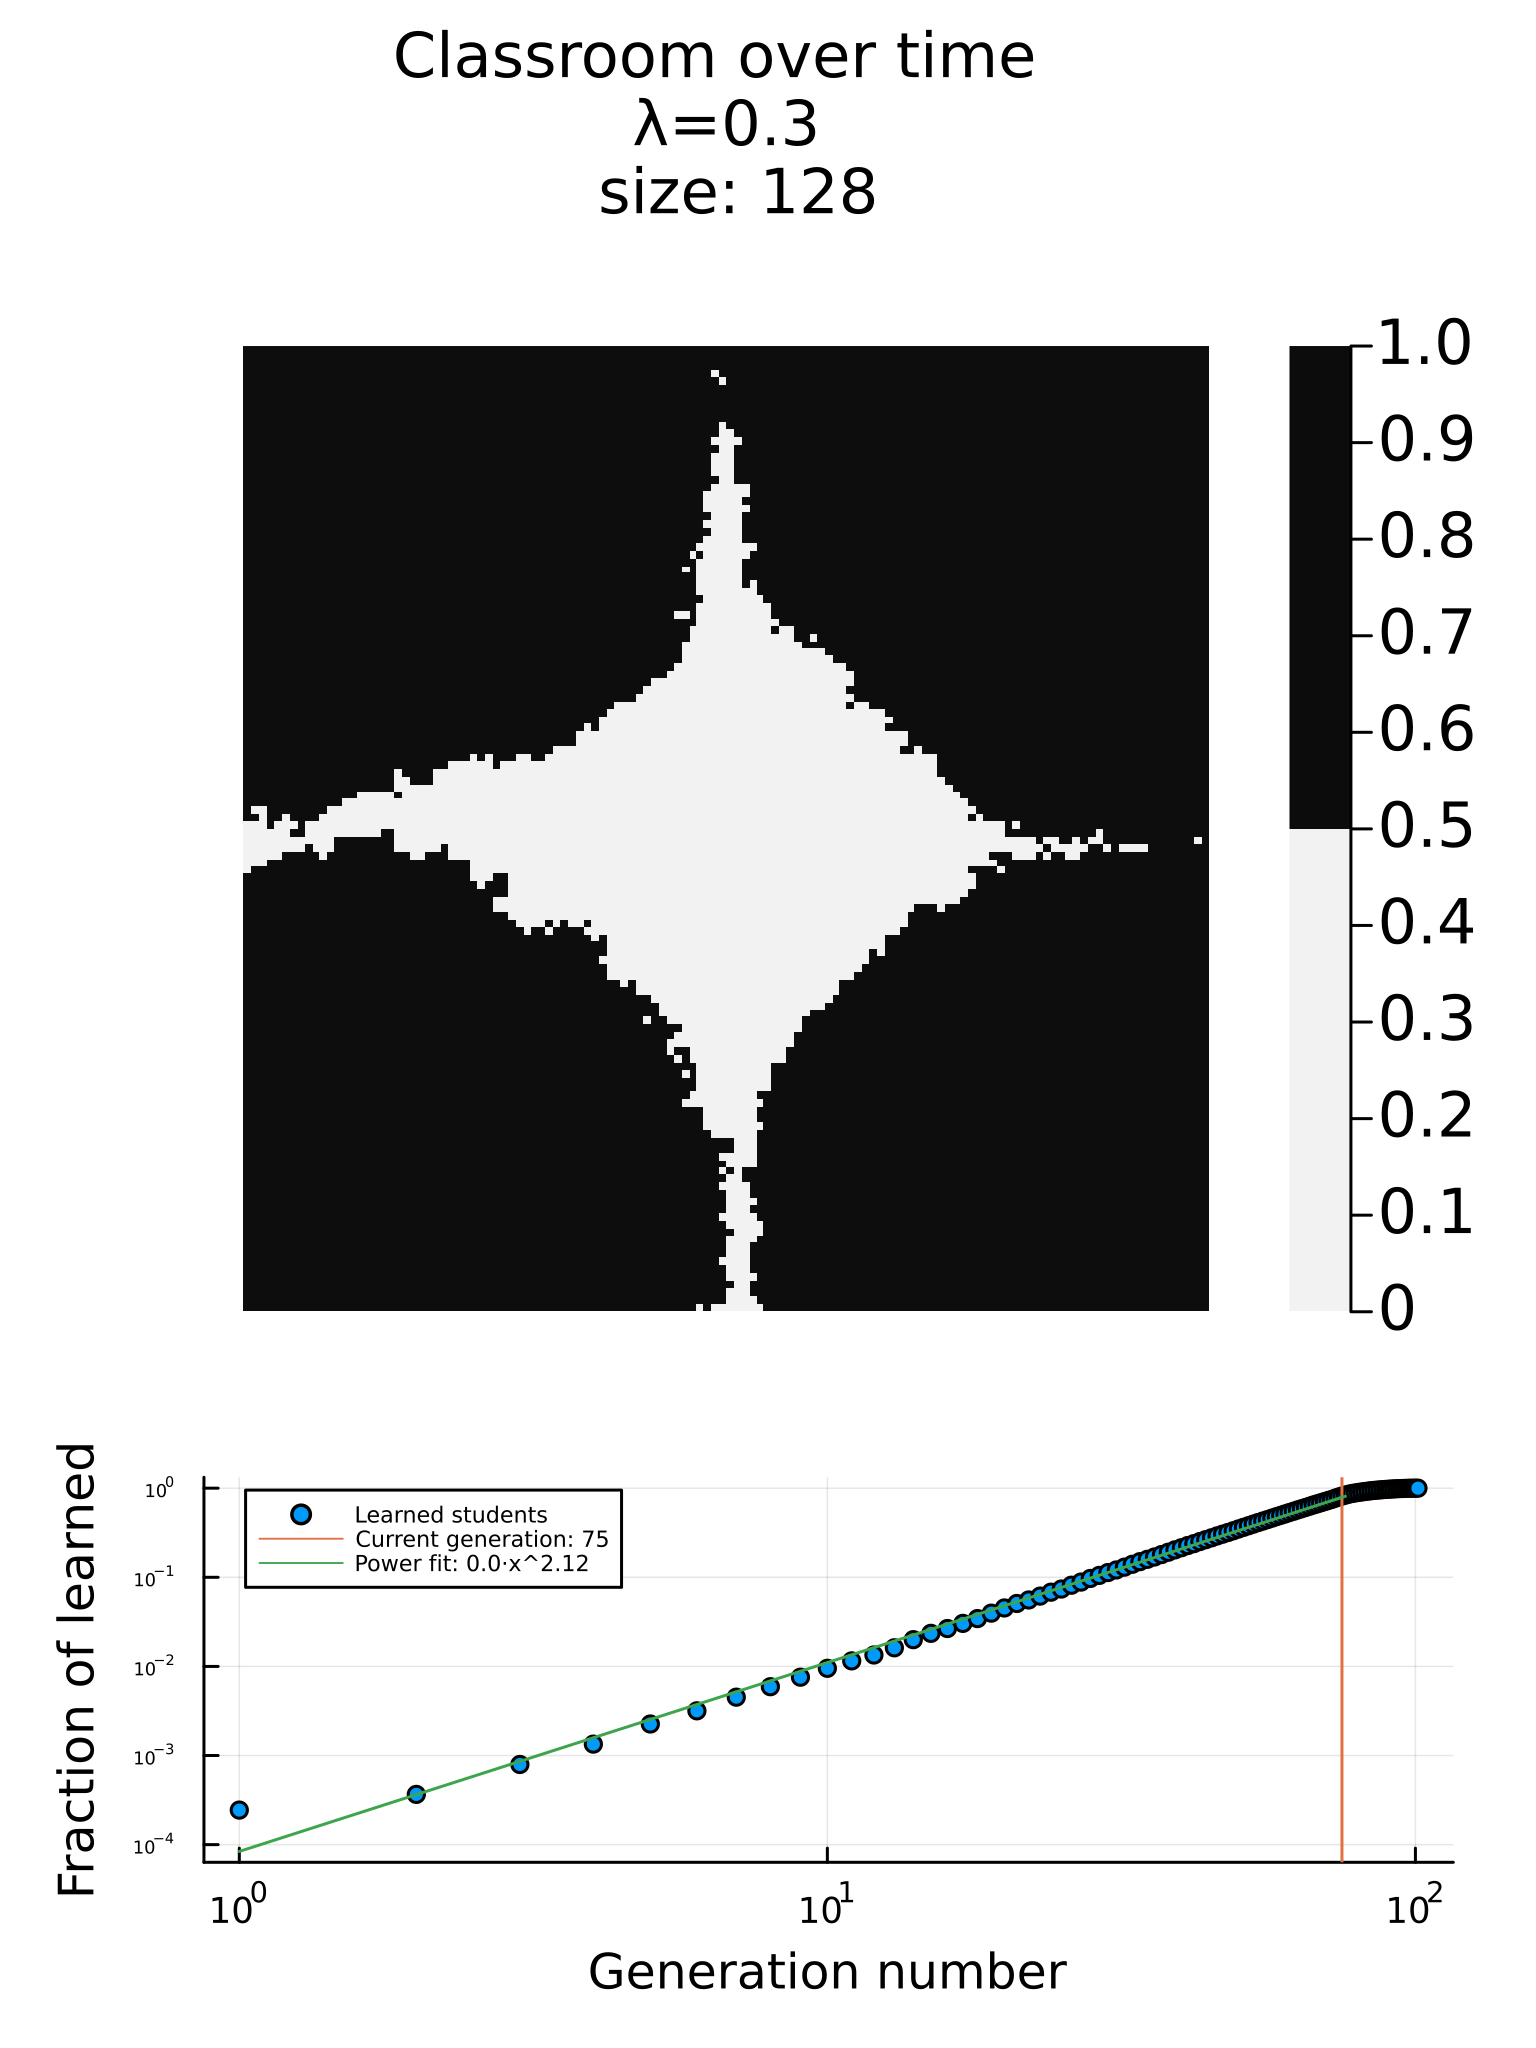 Classroom over time
λ=0.3
size: 128
1.0
0.9
0.8
0.7
0.6
0.5
0.4
0.3
0.2
0.1
0
Fraction of learned
10^0
10^-1
10^-2
10^-3
10^-4
Learned students
Current generation: 75
Power fit: 0.0·x^2.12
10^0 10^1 10^2
Generation number